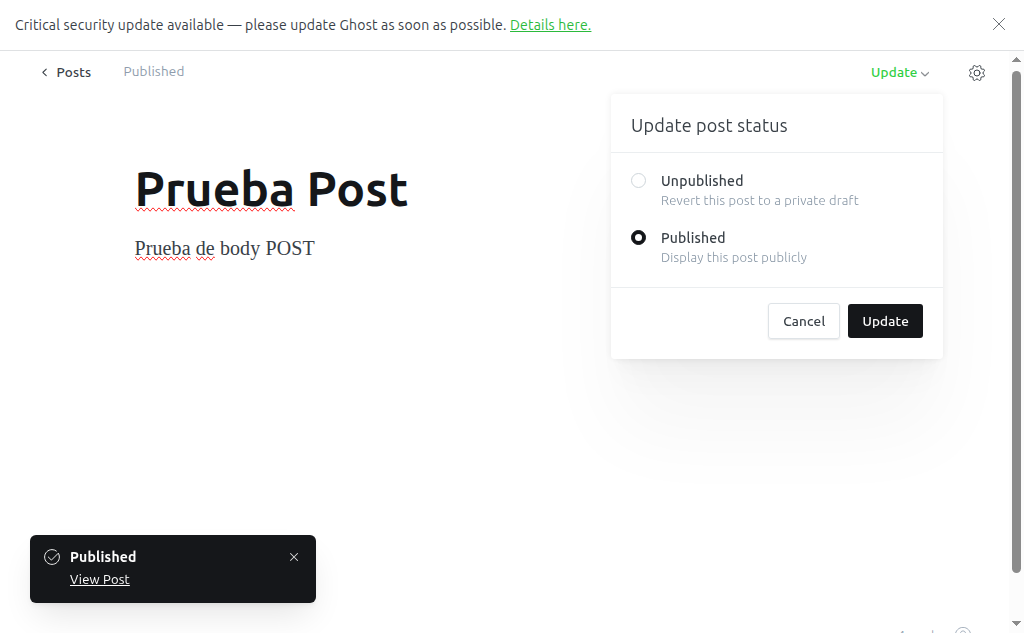 Critical security update available — please update Ghost as soon as possible. Details here.
Posts
Published
Update
Update post status
Unpublished
Revert this post to a private draft
Published
Display this post publicly
Cancel
Update
Prueba Post
Prueba de body POST
Published
View Post